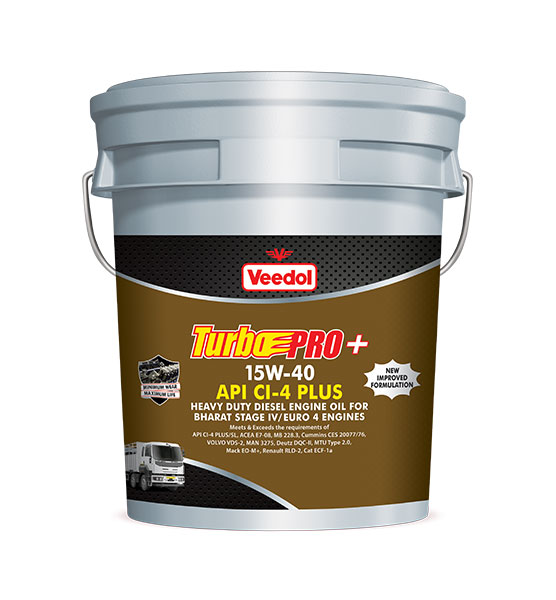 Veedol
Turbo PRO +
15W-40
API CI-4 PLUS
HEAVY DUTY DIESEL ENGINE OIL FOR
BHARAT STAGE IV/EURO 4 ENGINES
Meets & Exceeds the requirements of
API CI-4 PLUS/SL, ACEA E7-08, MB 228.3, Cummins CES 20077/76,
VOLVO VDS-2, MAN 3275, Deutz DQC-II, MTU Type 2.0,
Mack EO-M+, Renault RLD-2, Cat ECF-1a
MINIMUM WEAR
MAXIMUM LIFE
NEW
IMPROVED
FORMULATION